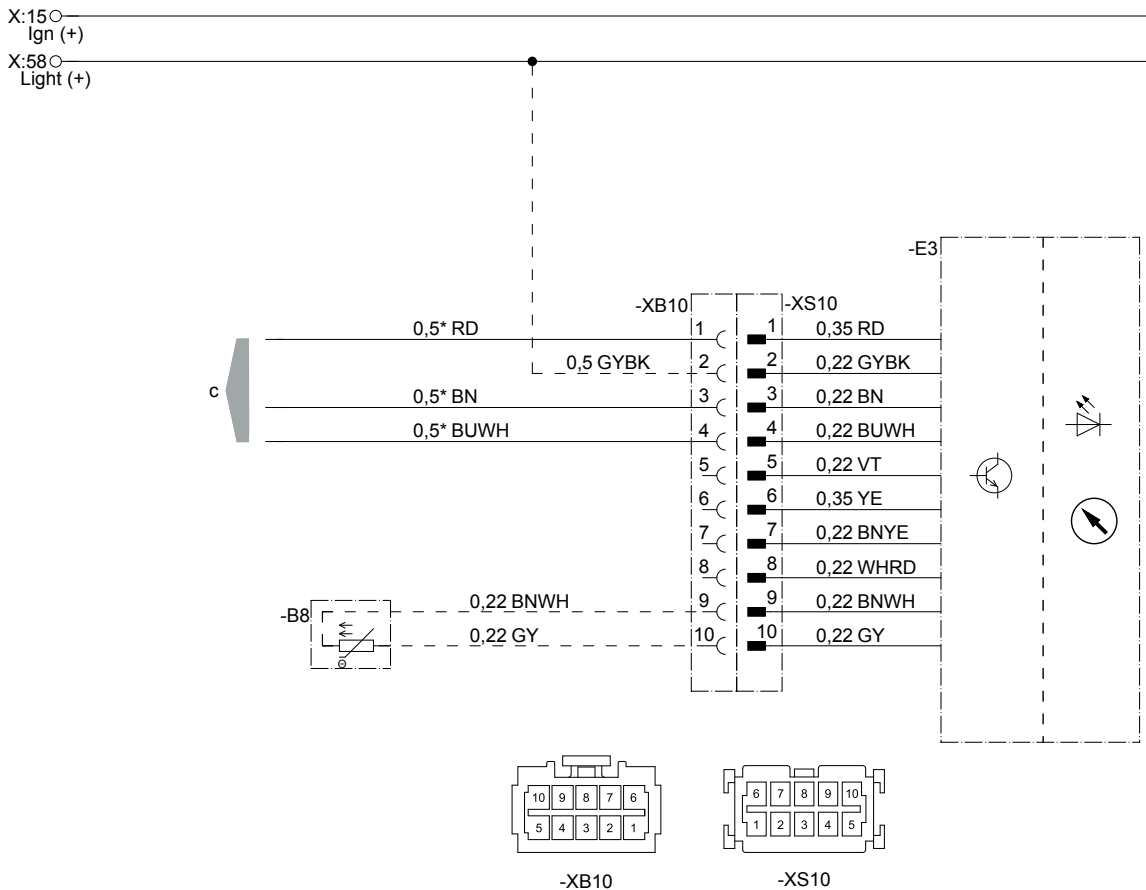 X:15
Ign (+)
X:58
Light (+)
-E3
-XB10 -XS10
0,5* RD 1 1 0,35 RD
0,5 GYBK 2 2 0,22 GYBK
c
0,5* BN 3 3 0,22 BN
0,5* BUWH 4 4 0,22 BUWH
5 5 0,22 VT
6 6 0,35 YE
7 7 0,22 BNYE
8 8 0,22 WHRD
-B8 0,22 BNWH 9 9 0,22 BNWH
0,22 GY 10 10 0,22 GY
Θ
10 9 8 7 6
5 4 3 2 1
-XB10
6 7 8 9 10
1 2 3 4 5
-XS10